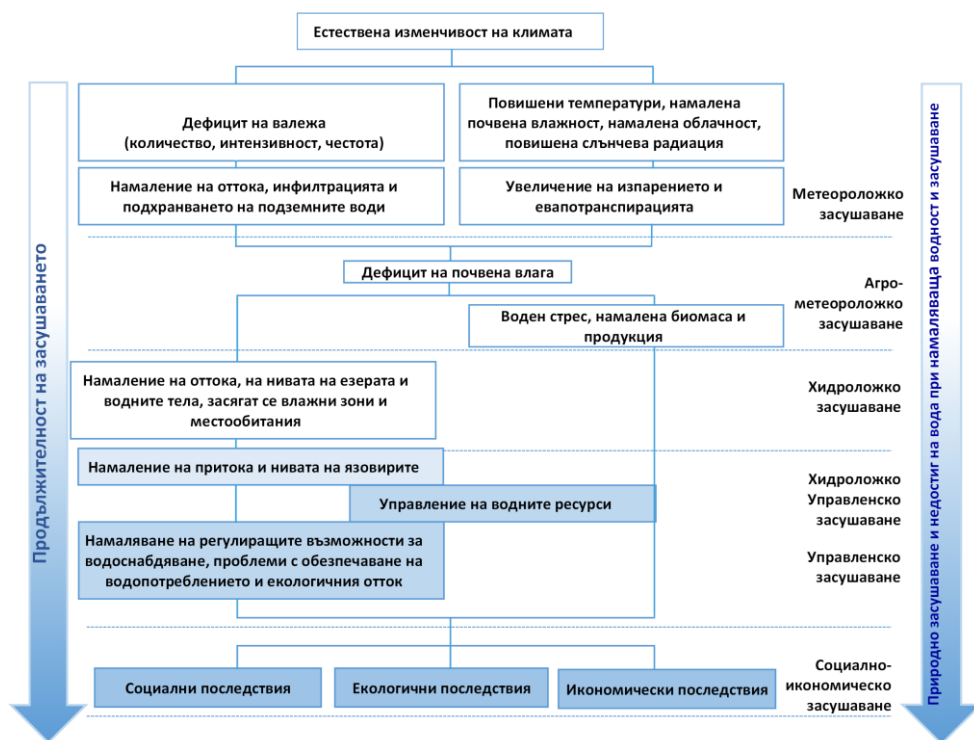 Естествена изменчивост на климата
Дефицит на валежа
(количество, интензивност, честота)
Повишени температури, намалена
почвена влажност, намалена облачност,
повишена слънчева радиация
Намаление на оттока, инфилтрацията и
подхранването на подземните води
Увеличение на изпарението и
евапотранспирацията
Метеороложко
засушаване
Дефицит на почвена влага
Воден стрес, намалена биомаса и
продукция
Агро-
метеороложко
засушаване
Намаление на оттока, на нивата на езерата и
водните тела, засягат се влажни зони и
местообитания
Хидроложко
засушаване
Намаление на притока и нивата на язовирите
Управление на водните ресурси
Хидроложко
Управленско
засушаване
Намаляване на регулиращите възможности за
водоснабдяване, проблеми с обезпечаване на
водопотреблението и екологичния отток
Управленско
засушаване
Социални последствия
Екологични последствия
Икономически последствия
Социално-
икономическо
засушаване
Продължителност на засушаването
Природно засушаване и недостиг на вода при намаляваща водност и засушаване